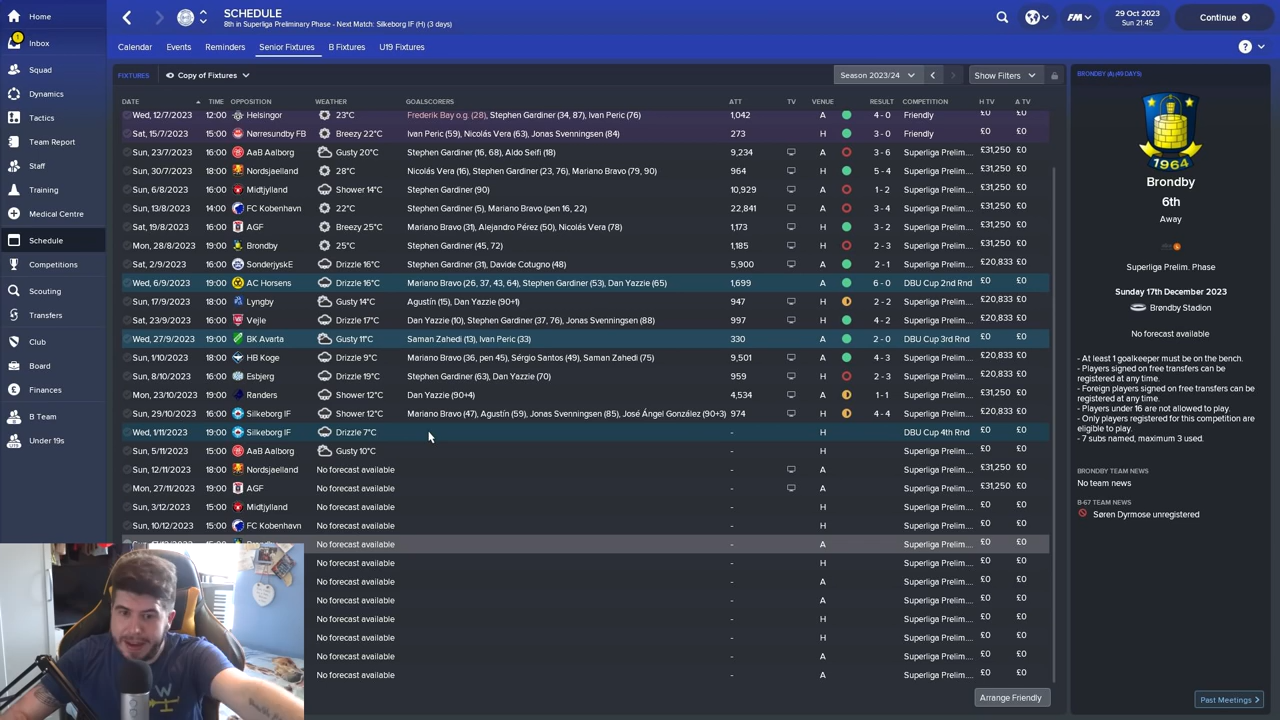 Home
Inbox
1
Squad
Dynamics
Tactics
Team Report
Staff
Training
Medical Centre
Schedule
Competitions
Scouting
Transfers
Club
Board
Finances
B Team
Under 19s
SCHEDULE
8th in Superliga Preliminary Phase - Next Match: Silkeborg IF (H) (3 days)
FM
29 Oct 2023
Sun 21:45
Continue
Calendar Events Reminders Senior Fixtures B Fixtures U19 Fixtures
?
FIXTURES Copy of Fixtures Season 2023/24 Show Filters
DATE TIME OPPOSITION WEATHER GOALSCORERS ATT TV VENUE RESULT COMPETITION H TV A TV
Wed, 12/7/2023 12:00 Helsingor 23°C Frederik Bay o.g (28), Stephen Gardiner (34, 87), Ivan Peric (76) 1,042 A 4 - 0 Friendly £0 £0
Sat, 15/7/2023 15:00 Nørresundby FB Breezy 22°C Ivan Peric (59), Nicolás Vera (63), Jonas Svenningsen (84) 273 H 3 - 0 Friendly £0 £0
Sun, 23/7/2023 16:00 AaB Aalborg Gusty 20°C Stephen Gardiner (16, 68), Aldo Seifi (18) 9,234 A 3 - 6 Superliga Prelim.... £31,250 £0
Sun, 30/7/2023 18:00 Nordsjaelland 28°C Nicolás Vera (16), Stephen Gardiner (23, 76), Mariano Bravo (79, 90) 964 H 5 - 4 Superliga Prelim.... £31,250 £0
Sun, 6/8/2023 16:00 Midtjylland Shower 14°C Stephen Gardiner (90) 10,929 A 1 - 2 Superliga Prelim.... £31,250 £0
Sun, 13/8/2023 14:00 FC Kobenhavn 22°C Stephen Gardiner (5), Mariano Bravo (pen 16, 22) 22,841 A 3 - 4 Superliga Prelim.... £31,250 £0
Sat, 19/8/2023 16:00 AGF Breezy 25°C Mariano Bravo (31), Alejandro Pérez (50), Nicolás Vera (78) 1,173 H 3 - 2 Superliga Prelim.... £31,250 £0
Mon, 28/8/2023 19:00 Brondby 25°C Stephen Gardiner (45, 72) 1,185 H 2 - 3 Superliga Prelim.... £31,250 £0
Sat, 2/9/2023 16:00 SonderjyskE Drizzle 16°C Stephen Gardiner (31), Davide Cotugno (48) 5,900 A 2 - 1 Superliga Prelim.... £20,833 £0
Wed, 6/9/2023 19:00 AC Horsens Drizzle 16°C Mariano Bravo (26, 37, 43, 64), Stephen Gardiner (53), Dan Yazzie (65) 1,699 A 6 - 0 DBU Cup 2nd Rnd £0 £0
Sun, 17/9/2023 18:00 Lyngby Gusty 14°C Agustín (15), Dan Yazzie (90+1) 947 H 2 - 2 Superliga Prelim.... £20,833 £0
Sat, 23/9/2023 16:00 Vejle Drizzle 17°C Dan Yazzie (10), Stephen Gardiner (37, 76), Jonas Svenningsen (88) 997 H 4 - 2 Superliga Prelim.... £20,833 £0
Wed, 27/9/2023 19:00 BK Avarta Gusty 11°C Saman Zahedi (13), Ivan Peric (33) 330 A 2 - 0 DBU Cup 3rd Rnd £0 £0
Sun, 1/10/2023 18:00 HB Koge Drizzle 9°C Mariano Bravo (36, pen 45), Sérgio Santos (49), Saman Zahedi (75) 9,501 A 4 - 3 Superliga Prelim.... £20,833 £0
Sun, 8/10/2023 16:00 Esbjerg Drizzle 19°C Stephen Gardiner (63), Dan Yazzie (70) 959 H 2 - 3 Superliga Prelim.... £20,833 £0
Mon, 23/10/2023 19:00 Randers Shower 12°C Dan Yazzie (90+4) 4,534 A 1 - 1 Superliga Prelim.... £31,250 £0
Sun, 29/10/2023 16:00 Silkeborg IF Shower 12°C Mariano Bravo (47), Agustín (59), Jonas Svenningsen (85), José Ángel González (90+3) 974 H 4 - 4 Superliga Prelim.... £20,833 £0
Wed, 1/11/2023 19:00 Silkeborg IF Drizzle 7°C - H DBU Cup 4th Rnd £0 £0
Sun, 5/11/2023 15:00 AaB Aalborg Gusty 10°C - H Superliga Prelim.... £0 £0
Sun, 12/11/2023 18:00 Nordsjaelland No forecast available - A Superliga Prelim.... £31,250 £0
Mon, 27/11/2023 19:00 AGF No forecast available - A Superliga Prelim.... £31,250 £0
Sun, 3/12/2023 15:00 Midtjylland No forecast available - H Superliga Prelim.... £0 £0
Sun, 10/12/2023 15:00 FC Kobenhavn No forecast available - H Superliga Prelim.... £0 £0
No forecast available - A Superliga Prelim.... £0 £0
No forecast available - H Superliga Prelim.... £0 £0
No forecast available - A Superliga Prelim.... £0 £0
No forecast available - A Superliga Prelim.... £0 £0
No forecast available - H Superliga Prelim.... £0 £0
No forecast available - H Superliga Prelim.... £0 £0
No forecast available - A Superliga Prelim.... £0 £0
No forecast available - A Superliga Prelim.... £0 £0
Arrange Friendly
BRONDBY (A) (49 DAYS)
1964
Brondby
6th
Away
Superliga Prelim. Phase
Sunday 17th December 2023
Brøndby Stadion
No forecast available
- At least 1 goalkeeper must be on the bench.
- Players signed on free transfers can be
registered at any time.
- Foreign players signed on free transfers can be
registered at any time.
- Players under 16 are not allowed to play.
- Only players registered for this competition are
eligible to play.
- 7 subs named, maximum 3 used.
BRONDBY TEAM NEWS
No team news
B-67 TEAM NEWS
Søren Dyrmose unregistered
Past Meetings